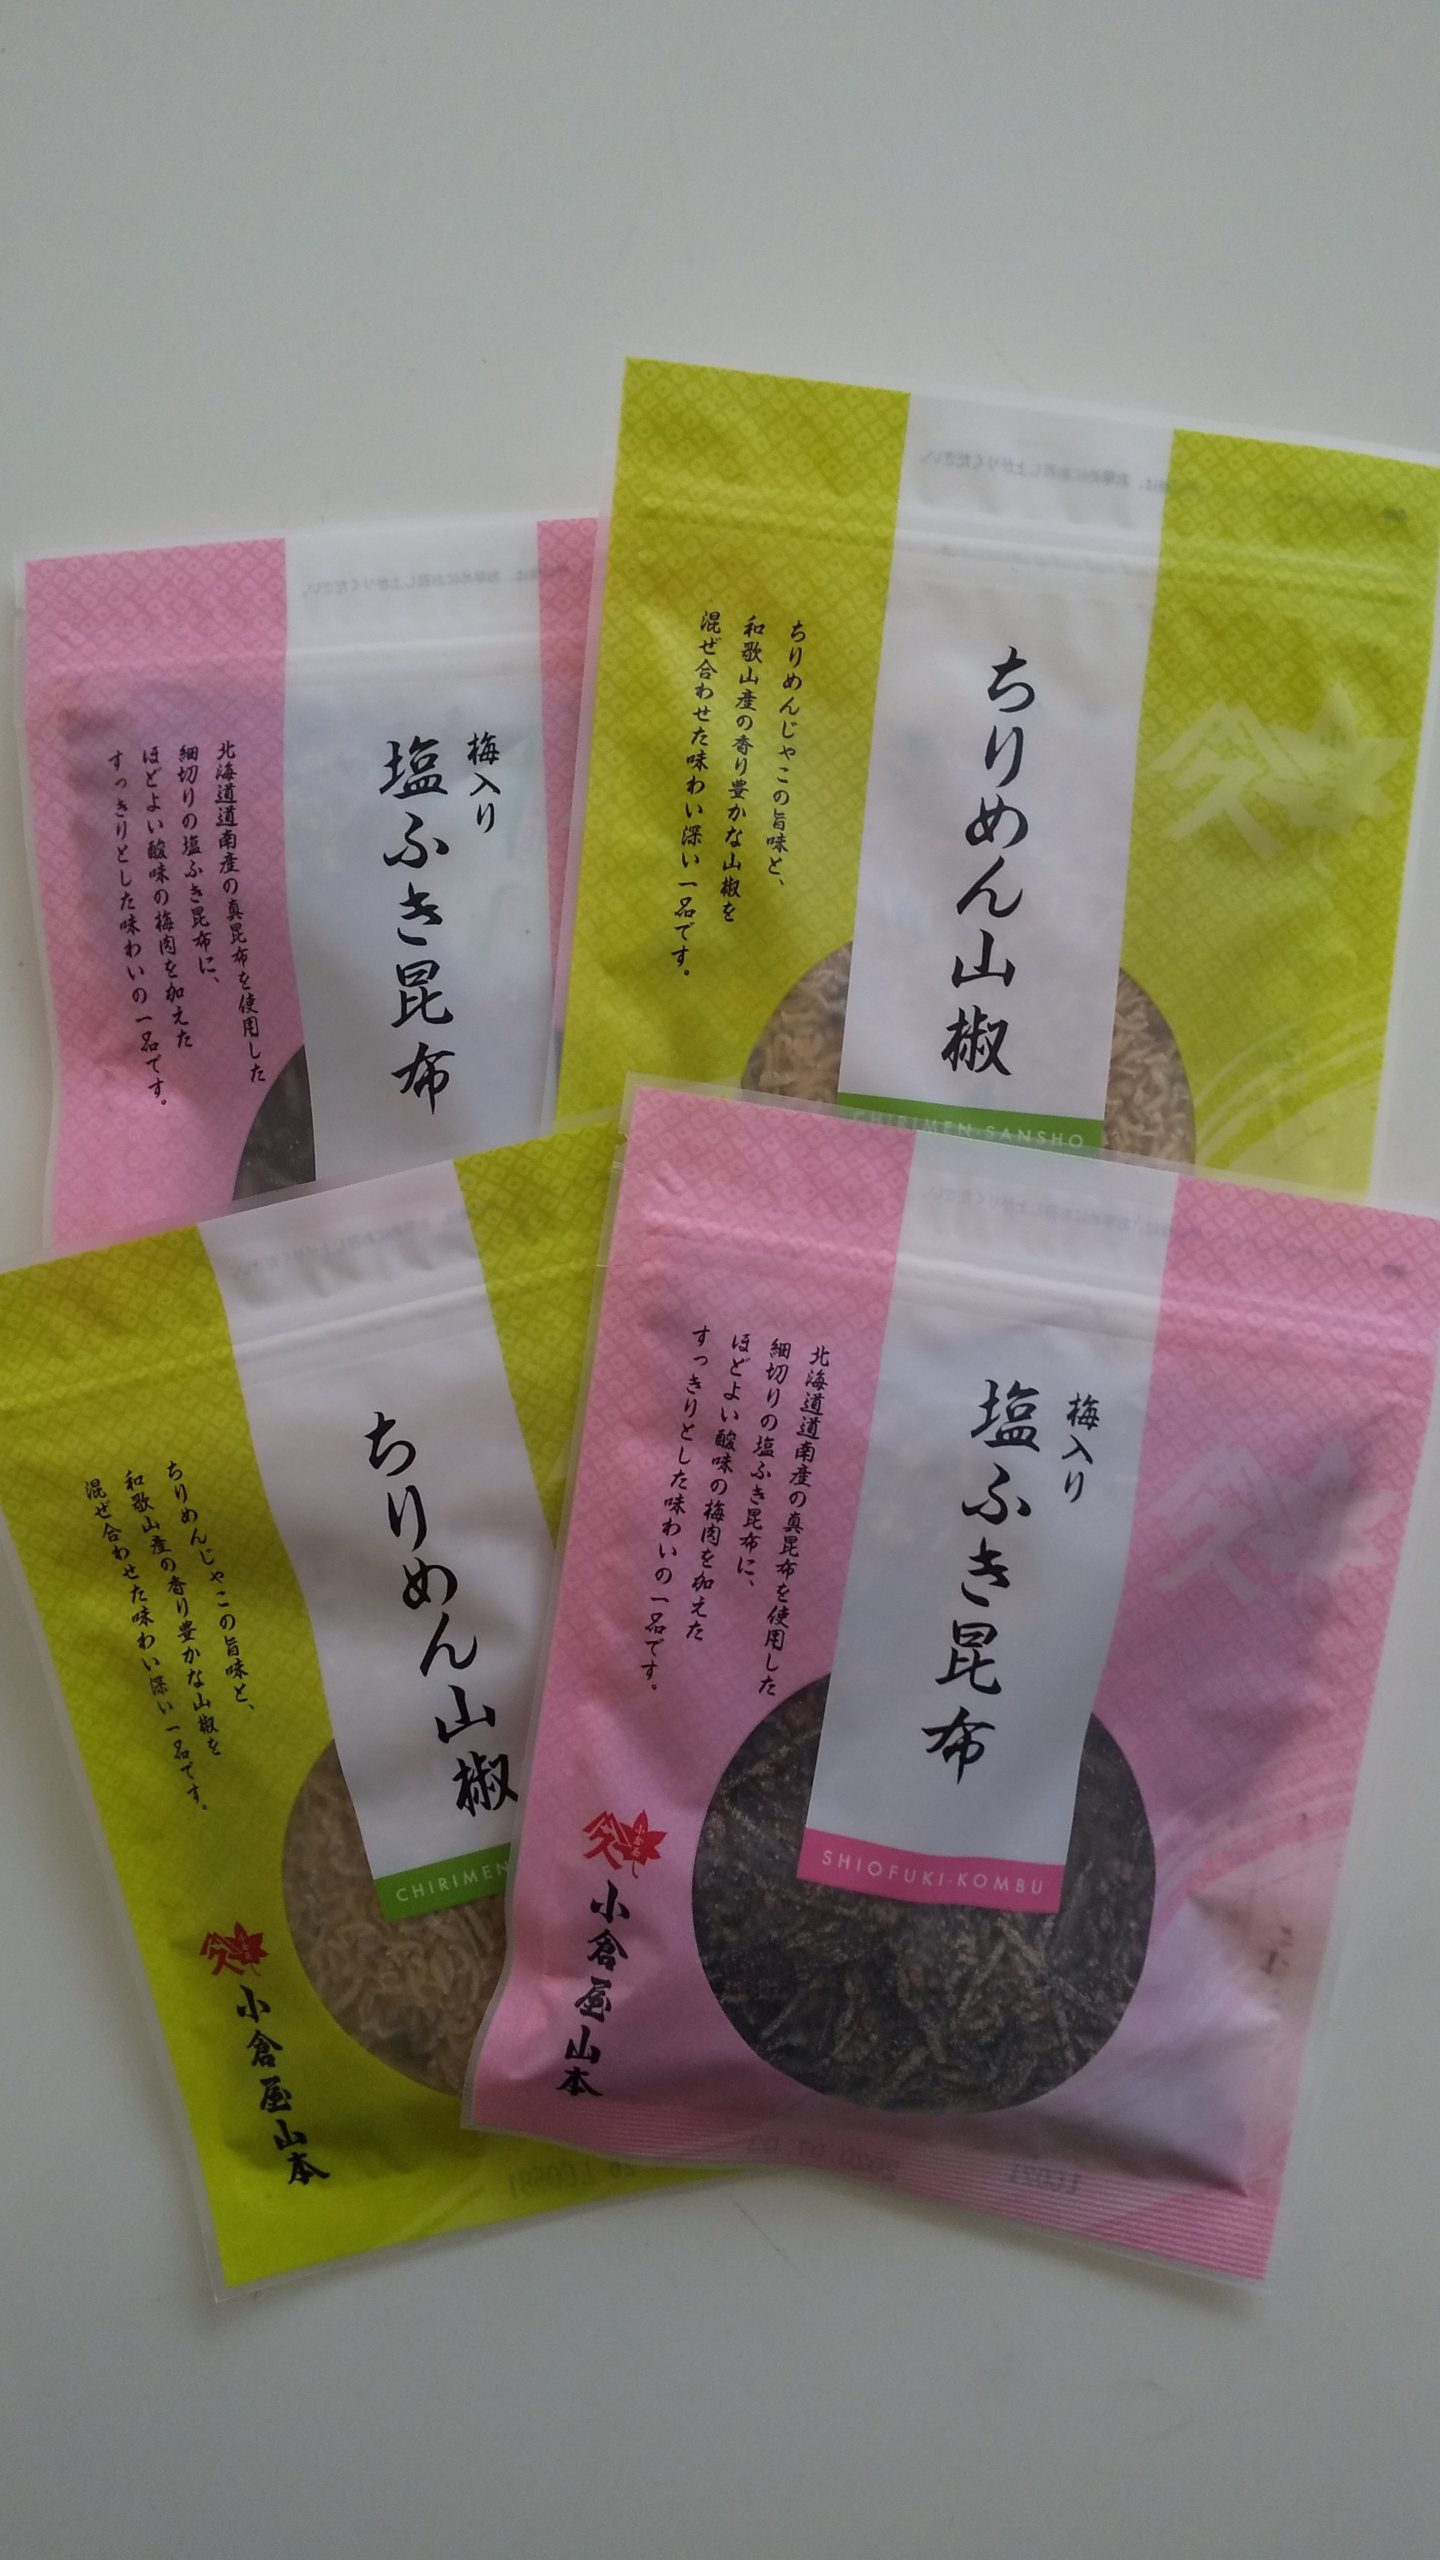 梅入り
塩ふき昆布
北海道道南産の真昆布を使用した
細切りの塩ふき昆布に、
ほどよい酸味の梅肉を加えた
すっきりとした味わいの一品です。
ちりめん山椒
CHIRIMEN-SANSHO
ちりめんじゃこの旨味と、
和歌山産の香り豊かな山椒を
混ぜ合わせた味わい深い一品です。
ちりめん山椒
CHIRIMEN
ちりめんじゃこの旨味と、
和歌山産の香り豊かな山椒を
混ぜ合わせた味わい深い一品です。
小倉屋山本
梅入り
塩ふき昆布
SHIOFUKI-KOMBU
北海道道南産の真昆布を使用した
細切りの塩ふき昆布に、
ほどよい酸味の梅肉を加えた
すっきりとした味わいの一品です。
小倉屋
小倉屋山本